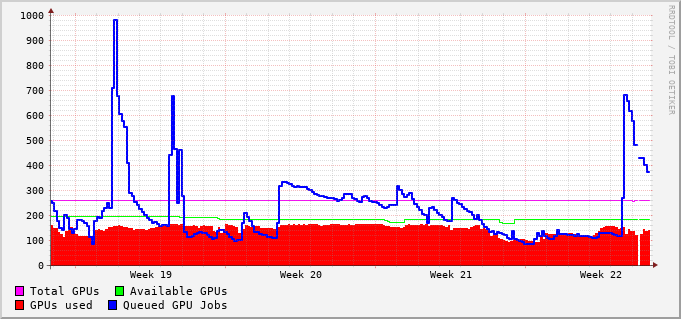 1000
900
800
700
600
500
400
300
200
100
0
Week 19 Week 20 Week 21 Week 22
Total GPUs Available GPUs
GPUs used Queued GPU Jobs
RRDTOOL / TOBI OETIKER